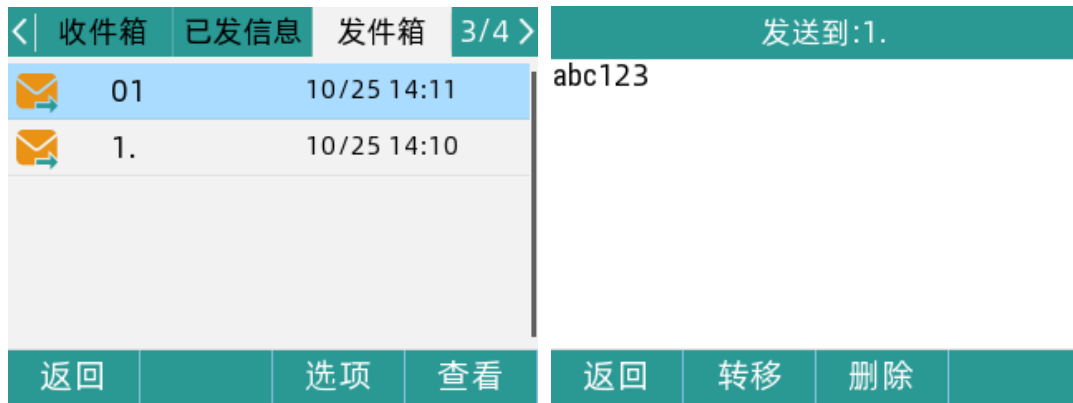 收件箱 已发信息 发件箱 3/4
01 10/25 14:11
1. 10/25 14:10
返回 选项 查看
发送到:1.
abc123
返回 转移 删除